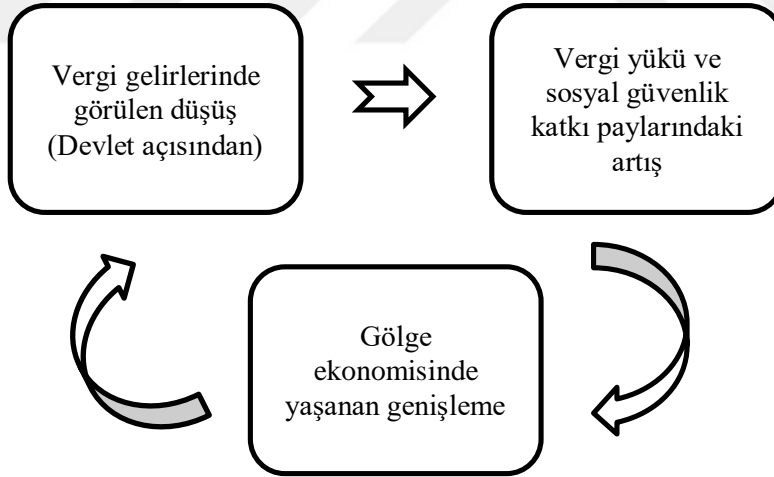 Vergi gelirlerinde
görülen düşüş
(Devlet açısından)
Vergi yükü ve
sosyal güvenlik
katkı paylarındaki
artış
Gölge
ekonomisinde
yaşanan genişleme